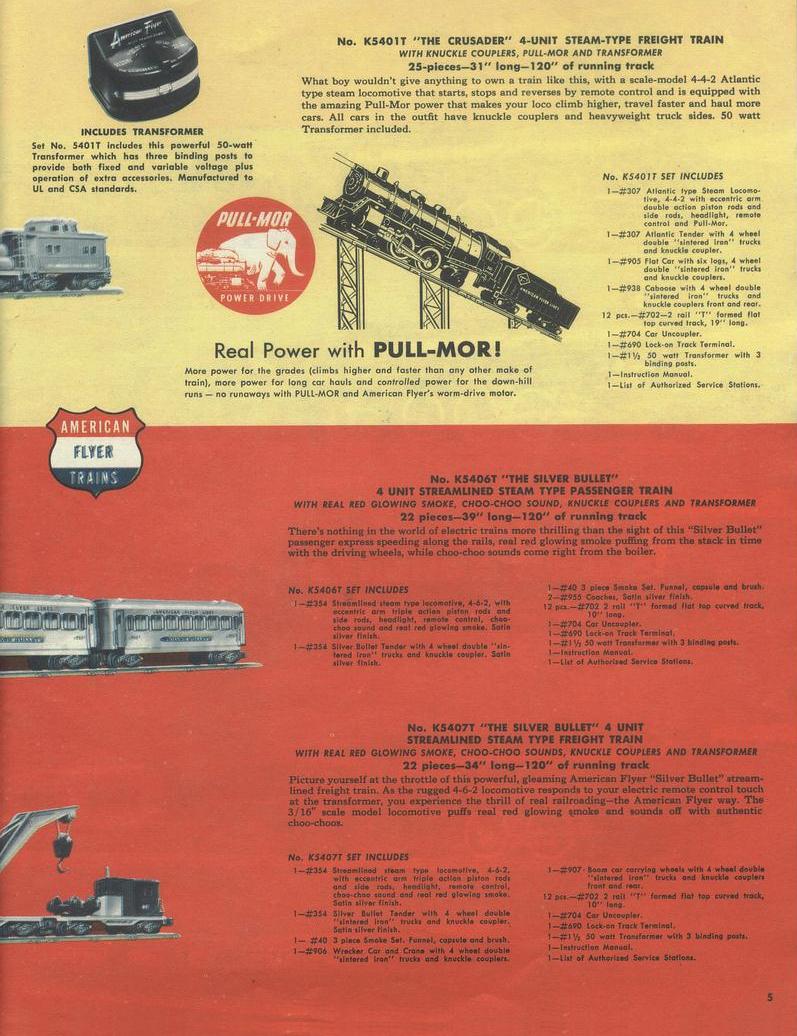 American Flyer
INCLUDES TRANSFORMER
Set No. 5401T includes this powerful 50-watt
Transformer which has three binding posts to
provide both fixed and variable voltage plus
operation of extra accessories. Manufactured to
UL and CSA standards.
No. K5401T "THE CRUSADER" 4-UNIT STEAM-TYPE FREIGHT TRAIN
WITH KNUCKLE COUPLERS, PULL-MOR AND TRANSFORMER
25-pieces—31" long—120" of running track
What boy wouldn't give anything to own a train like this, with a scale-model 4-4-2 Atlantic
type steam locomotive that starts, stops and reverses by remote control and is equipped with
the amazing Pull-Mor power that makes your loco climb higher, travel faster and haul more
cars. All cars in the outfit have knuckle couplers and heavyweight truck sides. 50 watt
Transformer included.
PULL-MOR
POWER DRIVE
AMERICAN FLYER LINES
Real Power with PULL-MOR!
More power for the grades (climbs higher and faster than any other make of
train), more power for long car hauls and controlled power for the down-hill
runs — no runaways with PULL-MOR and American Flyer's worm-drive motor.
No. K5401T SET INCLUDES
1—#307 Atlantic type Steam Locomo-
tive, 4-4-2 with eccentric arm
double action piston rods and
side rods, headlight, remote
control and Pull-Mor.
1—#307 Atlantic Tender with 4 wheel
double "sintered iron" trucks
and knuckle coupler.
1—#905 Flat Car with six logs, 4 wheel
double "sintered iron" trucks
and knuckle couplers.
1—#938 Caboose with 4 wheel double
"sintered iron" trucks and
knuckle couplers front and rear.
12 pcs.—#702—2 rail "T" formed flat
top curved track, 19" long.
1—#704 Car Uncoupler.
1—#690 Lock-on Track Terminal.
1—#1½ 50 watt Transformer with 3
binding posts.
1—Instruction Manual.
1—List of Authorized Service Stations.
AMERICAN
FLYER
TRAINS
No. K5406T "THE SILVER BULLET"
4 UNIT STREAMLINED STEAM TYPE PASSENGER TRAIN
WITH REAL RED GLOWING SMOKE, CHOO-CHOO SOUND, KNUCKLE COUPLERS AND TRANSFORMER
22 pieces—39" long—120" of running track
There's nothing in the world of electric trains more thrilling than the sight of this "Silver Bullet"
passenger express speeding along the rails, real red glowing smoke puffing from the stack in time
with the driving wheels, while choo-choo sounds come right from the boiler.
No. K5406T SET INCLUDES
1—#354 Streamlined steam type locomotive, 4-6-2, with
eccentric arm triple action piston rods and
side rods, headlight, remote control, choo-
choo sound and real red glowing smoke. Satin
silver finish.
1—#354 Silver Bullet Tender with 4 wheel double "sin-
tered iron" trucks and knuckle coupler. Satin
silver finish.
1—#40 3 piece Smoke Set. Funnel, capsule and brush.
2—#955 Coaches, Satin silver finish.
12 pcs.—#702 2 rail "T" formed flat top curved track,
10" long.
1—#704 Car Uncoupler.
1—#690 Lock-on Track Terminal.
1—#1½ 50 watt Transformer with 3 binding posts.
1—Instruction Manual.
1—List of Authorized Service Stations.
No. K5407T "THE SILVER BULLET" 4 UNIT
STREAMLINED STEAM TYPE FREIGHT TRAIN
WITH REAL RED GLOWING SMOKE, CHOO-CHOO SOUNDS, KNUCKLE COUPLERS AND TRANSFORMER
22 pieces—34" long—120" of running track
Picture yourself at the throttle of this powerful, gleaming American Flyer "Silver Bullet" stream-
lined freight train. As the rugged 4-6-2 locomotive responds to your electric remote control touch
at the transformer, you experience the thrill of real railroading—the American Flyer way. The
3/16" scale model locomotive puffs real red glowing smoke and sounds off with authentic
choo-choos.
No. K5407T SET INCLUDES
1—#354 Streamlined steam type locomotive, 4-6-2,
with eccentric arm triple action piston rods
and side rods, headlight, remote control,
choo-choo sound and real red glowing smoke.
Satin silver finish.
1—#354 Silver Bullet Tender with 4 wheel double
"sintered iron" trucks and knuckle coupler.
Satin silver finish.
1— #40 3 piece Smoke Set. Funnel, capsule and brush.
1—#906 Wrecker Car and Crane with 4 wheel double
"sintered iron" trucks and knuckle couplers.
1—#907 Boom car carrying wheels with 4 wheel double
"sintered iron" trucks and knuckle couplers
front and rear.
12 pcs.—#702 2 rail "T" formed flat top curved track,
10" long.
1—#704 Car Uncoupler.
1—#690 Lock-on Track Terminal.
1—#1½ 50 watt Transformer with 3 binding posts.
1—Instruction Manual.
1—List of Authorized Service Stations.
5